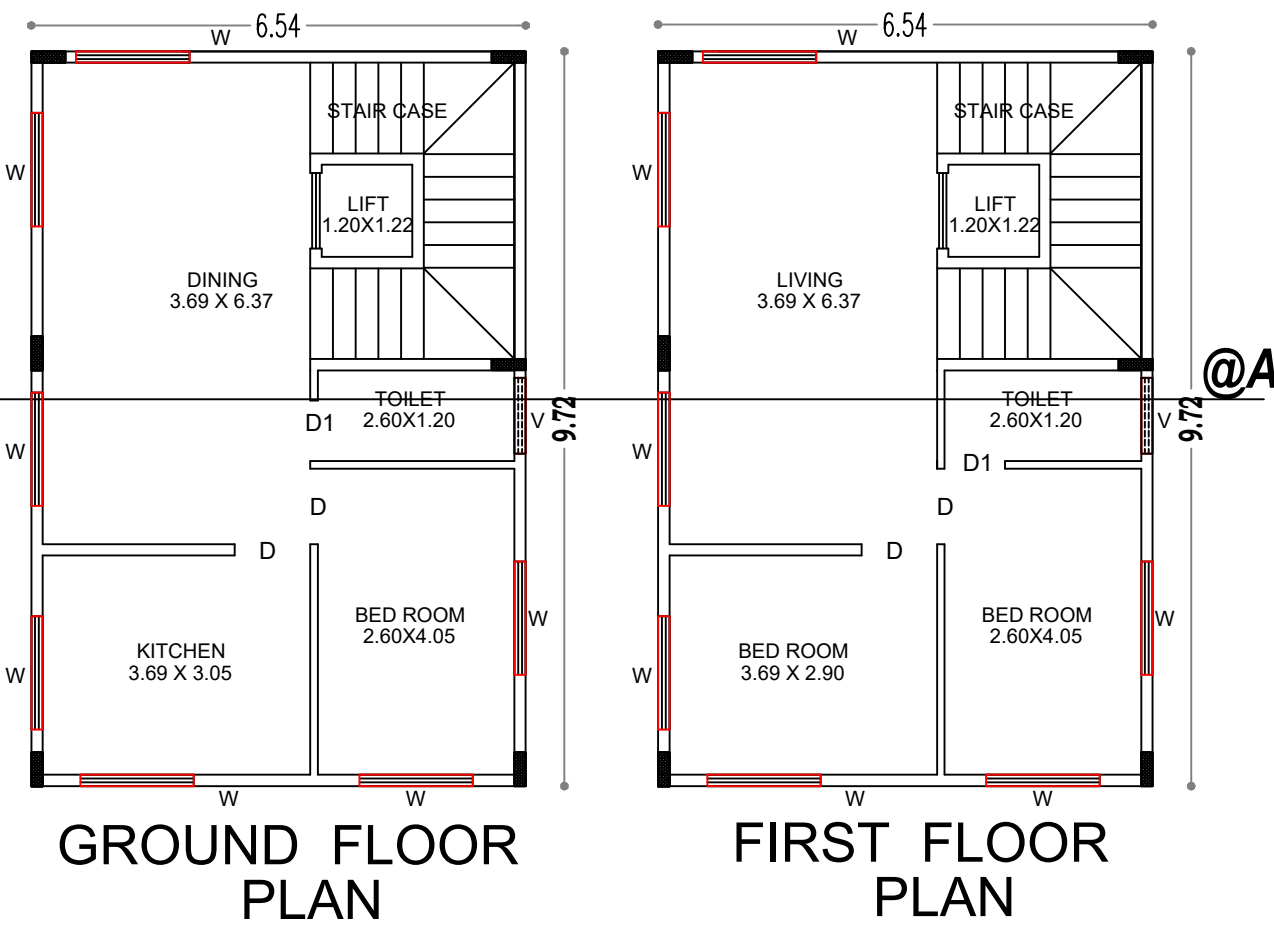 6.54
W
STAIR CASE
W
LIFT
1.20X1.22
DINING
3.69 X 6.37
TOILET
2.60X1.20
D1
V
9.72
W
D
D
BED ROOM
2.60X4.05
W
KITCHEN
3.69 X 3.05
W
W
W
GROUND FLOOR
PLAN
6.54
W
STAIR CASE
W
LIFT
1.20X1.22
LIVING
3.69 X 6.37
@A
TOILET
2.60X1.20
V
9.72
W
D1
D
D
BED ROOM
2.60X4.05
W
BED ROOM
3.69 X 2.90
W
W
W
FIRST FLOOR
PLAN